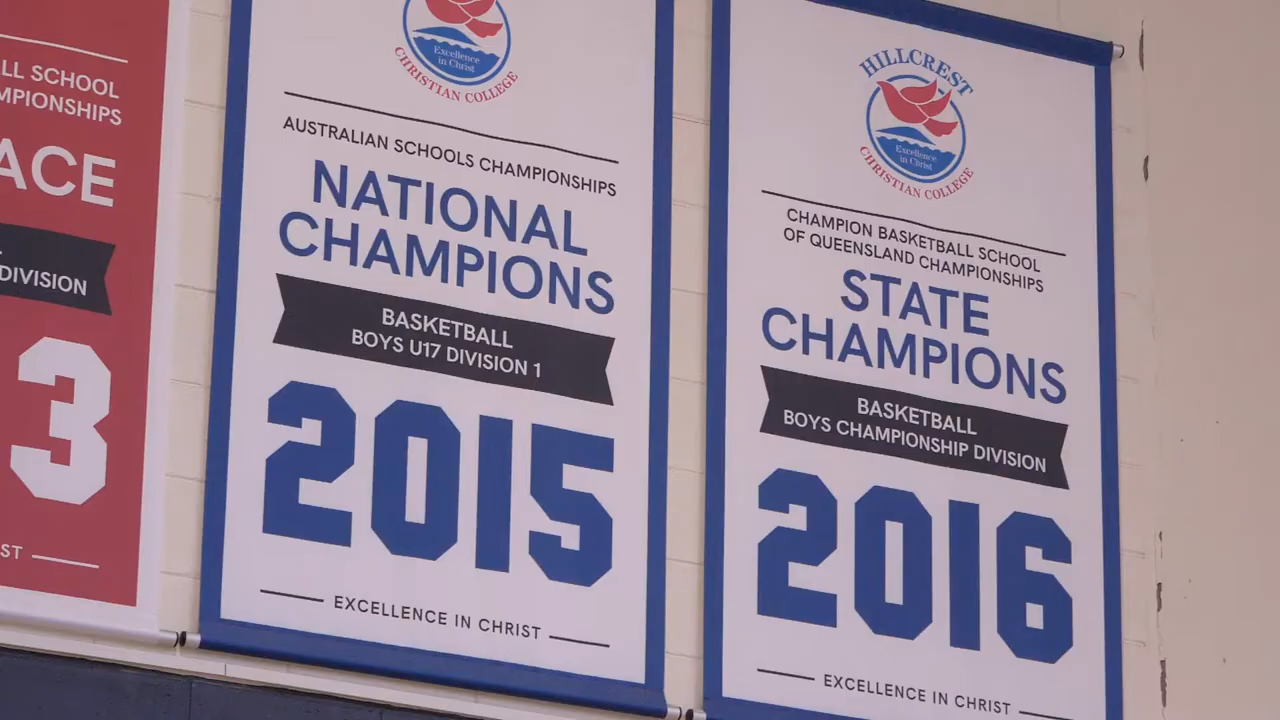 LL SCHOOL
MPIONSHIPS
ACE
DIVISION
3
ST
Excellence
in Christ
CHRISTIAN COLLEGE
AUSTRALIAN SCHOOLS CHAMPIONSHIPS
NATIONAL
CHAMPIONS
BASKETBALL
BOYS U17 DIVISION 1
2015
EXCELLENCE IN CHRIST
HILLCREST
Excellence
in Christ
CHRISTIAN COLLEGE
CHAMPION BASKETBALL SCHOOL
OF QUEENSLAND CHAMPIONSHIPS
STATE
CHAMPIONS
BASKETBALL
BOYS CHAMPIONSHIP DIVISION
2016
EXCELLENCE IN CHRIST